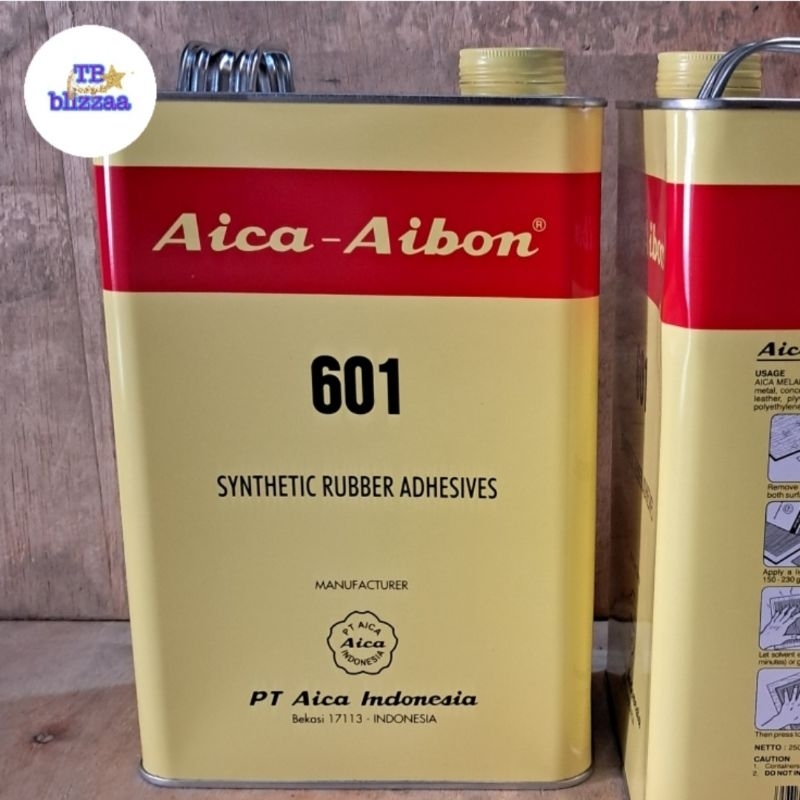 TB
blizzaa
Aica-Aibon®
601
SYNTHETIC RUBBER ADHESIVES
MANUFACTURER
PT AICA
Aica
INDONESIA
PT Aica Indonesia
Bekasi 17113 - INDONESIA
ibon
Aic
USAGE
AICA MELA
metal, conc
leather, ply
polyethylene
Remove
both surf
Apply a li
150 - 230 g
Let solvent e
minutes) or g
Then press to
NETTO : 250
CAUTION
1. Containers
2. DO NOT IN